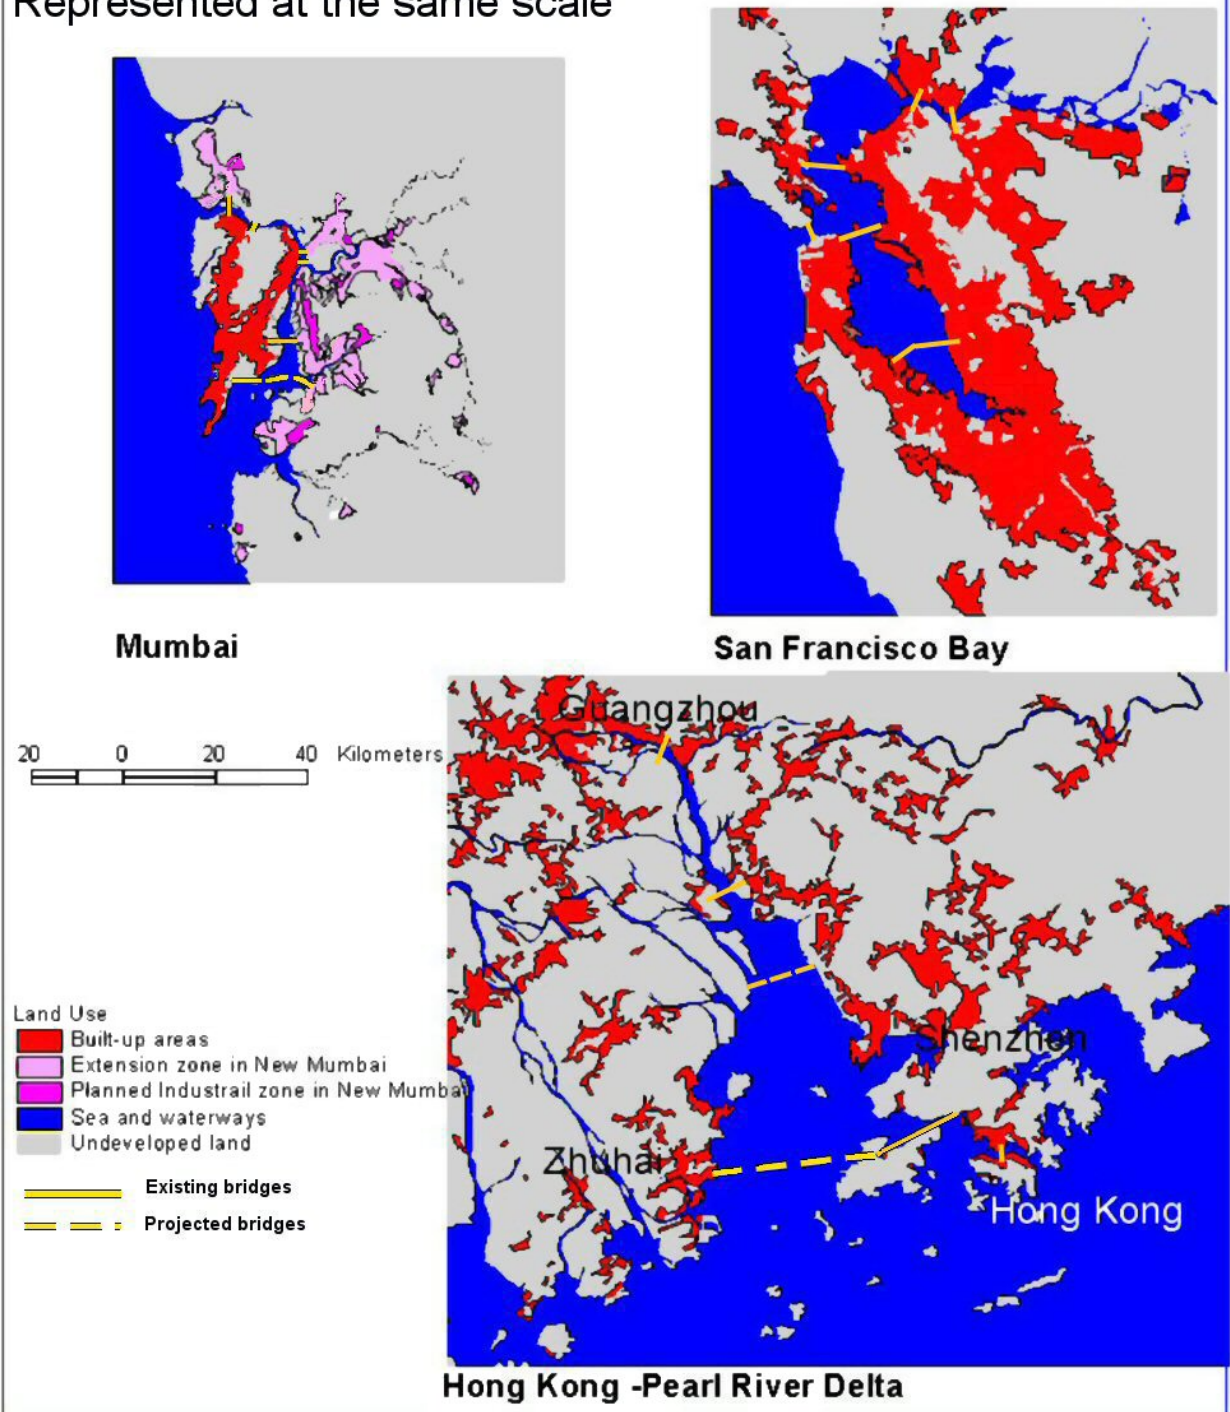 Represented at the same scale
Mumbai
San Francisco Bay
20 0 20 40 Kilometers
Guangzhou
Shenzhen
Zhuhai
Hong Kong
Land Use
Built-up areas
Extension zone in New Mumbai
Planned Industrail zone in New Mumbai
Sea and waterways
Undeveloped land
Existing bridges
Projected bridges
Hong Kong -Pearl River Delta